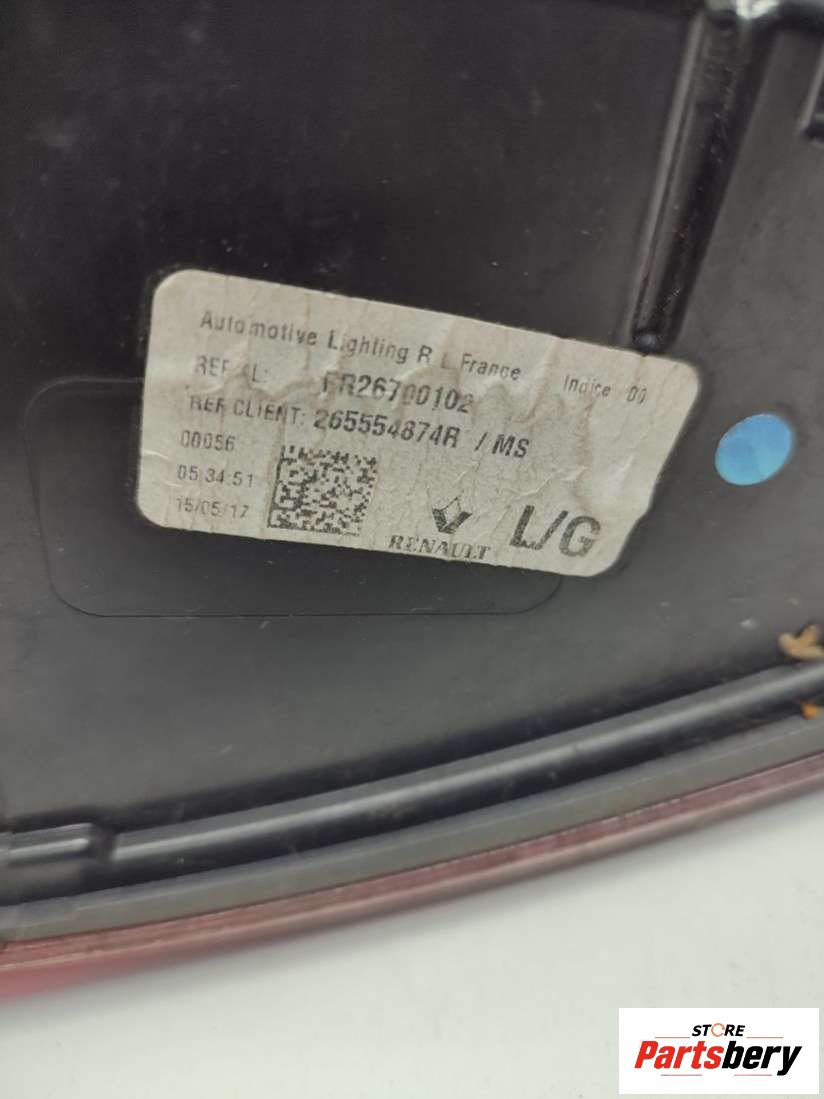 Automotive Lighting R.L. France
Indice 00
REF AL: FR26700102
REF CLIENT: 265554874R / MS
00056
05:34:51
15/05/17
RENAULT
L/G
STORE
Partsbery